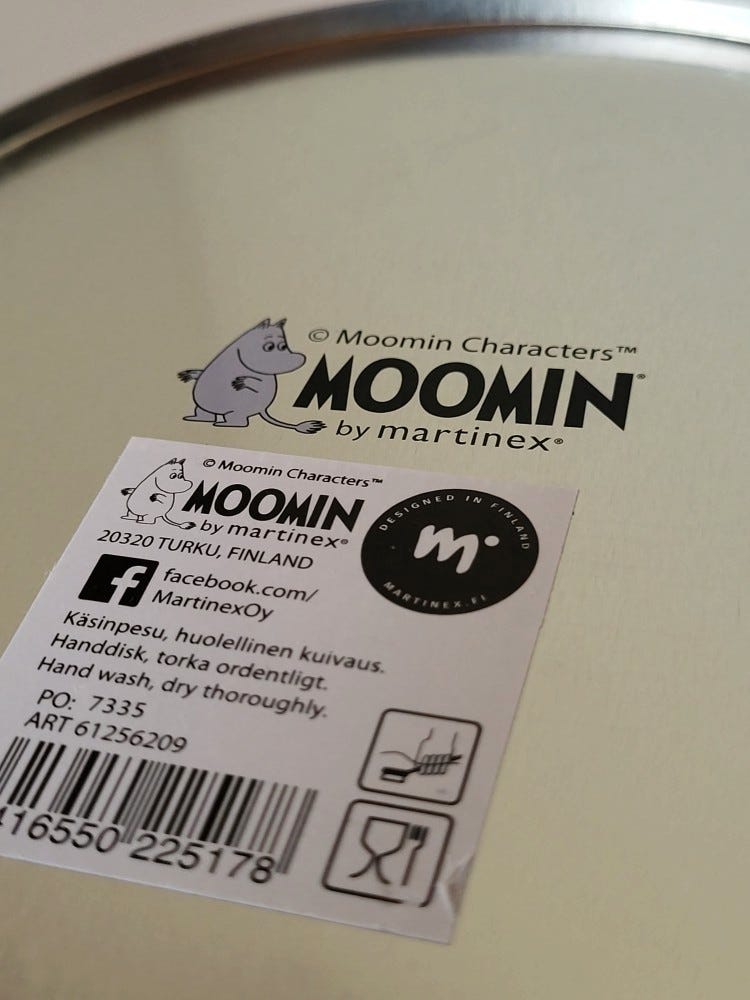 © Moomin Characters™
MOOMIN®
by martinex®
© Moomin Characters™
MOOMIN
by martinex®
20320 TURKU, FINLAND
DESIGNED IN FINLAND
m
MARTINEX.FI
f
facebook.com/
MartinexOy
Käsinpesu, huolellinen kuivaus.
Handdisk, torka ordentligt.
Hand wash, dry thoroughly.
PO: 7335
ART 61256209
416550 225178